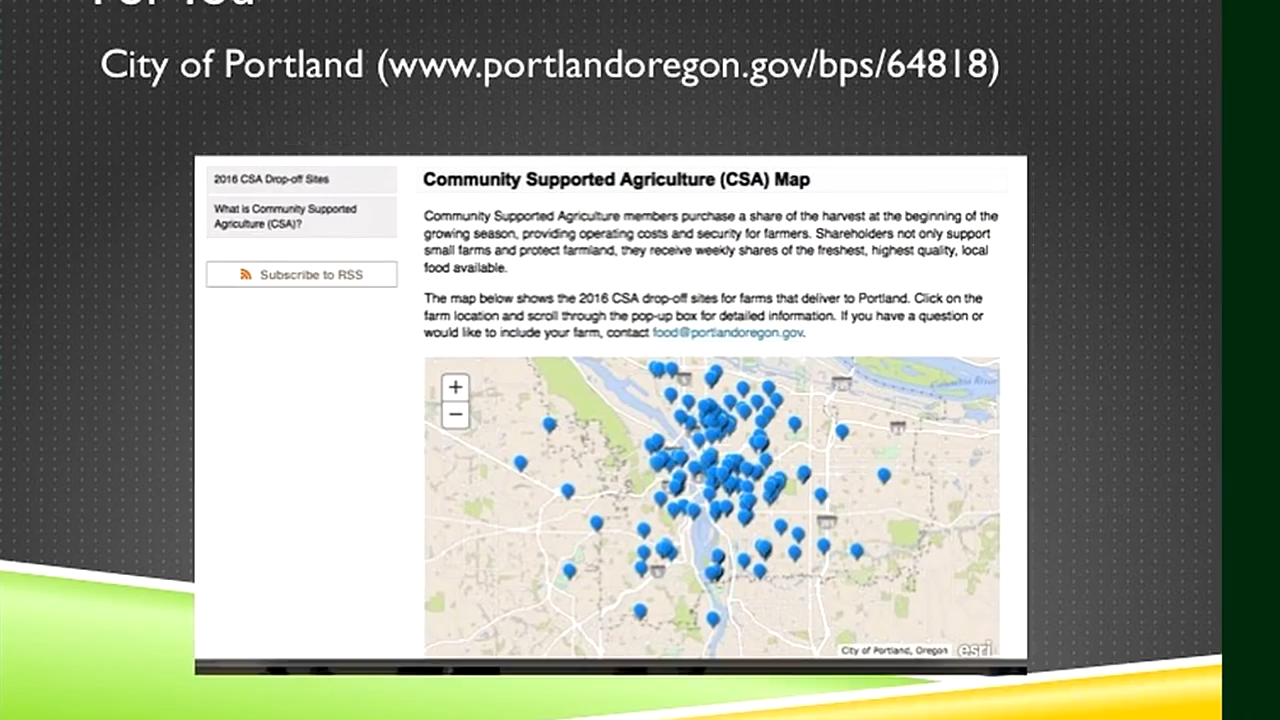 For You
City of Portland (www.portlandoregon.gov/bps/64818)
2016 CSA Drop-off Sites
What is Community Supported
Agriculture (CSA)?
Subscribe to RSS
Community Supported Agriculture (CSA) Map
Community Supported Agriculture members purchase a share of the harvest at the beginning of the
growing season, providing operating costs and security for farmers. Shareholders not only support
small farms and protect farmland, they receive weekly shares of the freshest, highest quality, local
food available.
The map below shows the 2016 CSA drop-off sites for farms that deliver to Portland. Click on the
farm location and scroll through the pop-up box for detailed information. If you have a question or
would like to include your farm, contact food@portlandoregon.gov.
+
−
Columbia River
City of Portland, Oregon
esri